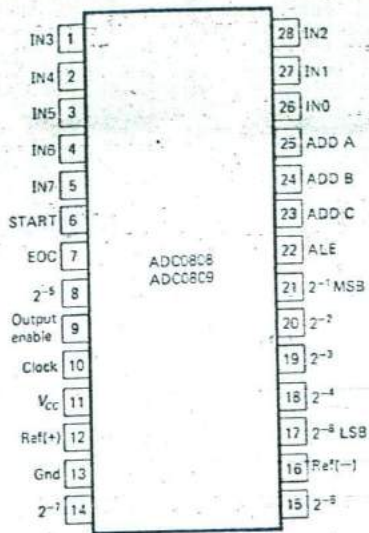 IN3 1
IN4 2
IN5 3
IN6 4
IN7 5
START 6
EOC 7
2⁻⁵ 8
Output
enable 9
Clock 10
V_CC 11
Ref(+) 12
Gnd 13
2⁻⁷ 14
ADC0808
ADC0809
28 IN2
27 IN1
26 IN0
25 ADD A
24 ADD B
23 ADD C
22 ALE
21 2⁻¹ MSB
20 2⁻²
19 2⁻³
18 2⁻⁴
17 2⁻⁸ LSB
16 Ref(−)
15 2⁻⁶